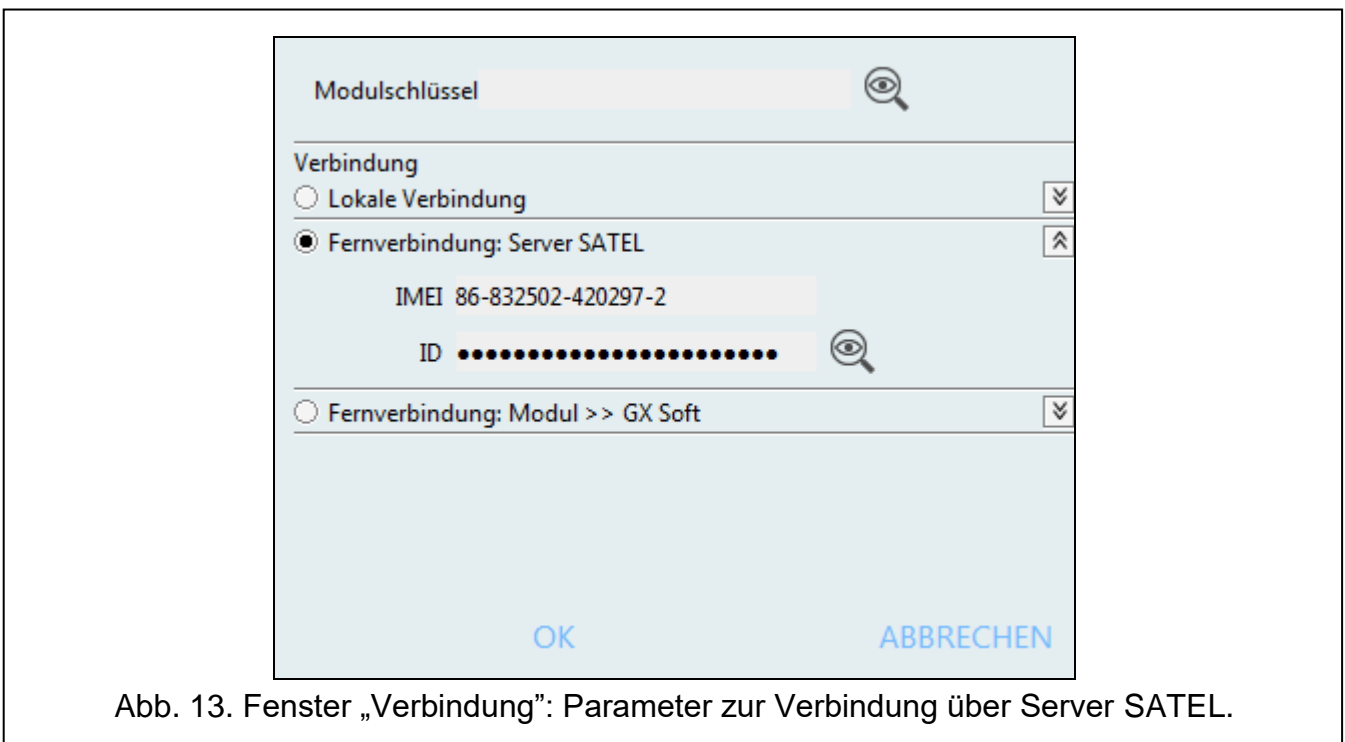 Modulschlüssel
Verbindung
Lokale Verbindung
Fernverbindung: Server SATEL
IMEI 86-832502-420297-2
ID ●●●●●●●●●●●●●●●●●●●●●●●
Fernverbindung: Modul >> GX Soft
OK ABBRECHEN
Abb. 13. Fenster „Verbindung”: Parameter zur Verbindung über Server SATEL.